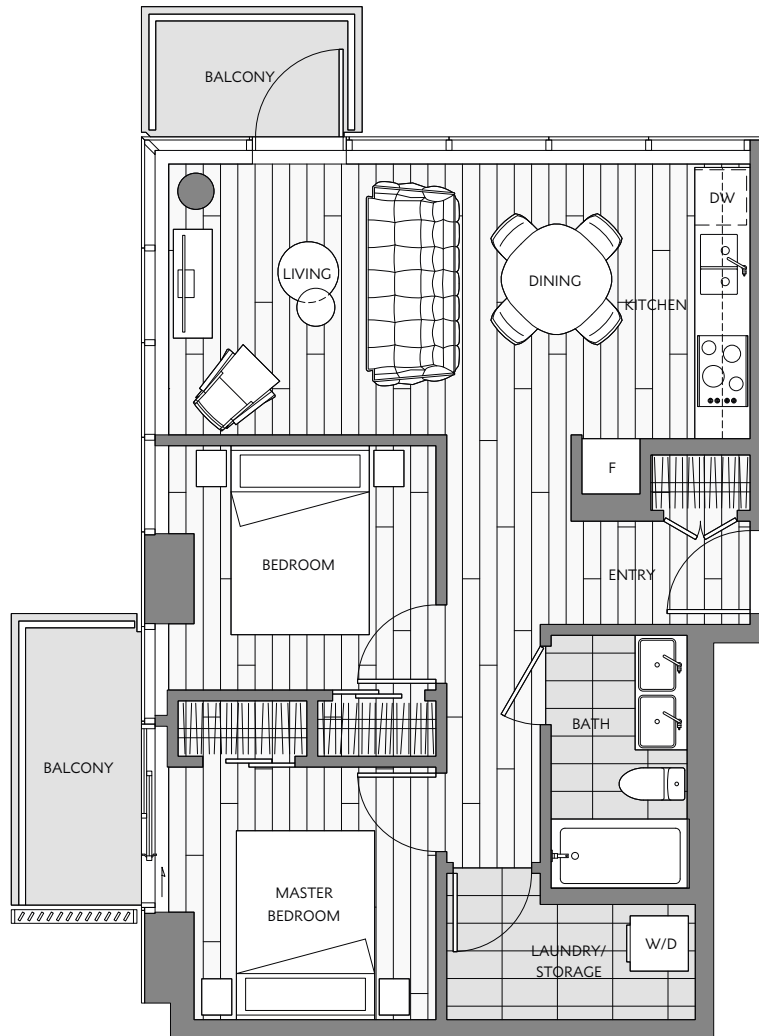 BALCONY
DW
LIVING
DINING
KITCHEN
F
BEDROOM
ENTRY
BATH
BALCONY
MASTER
BEDROOM
W/D
LAUNDRY/
STORAGE